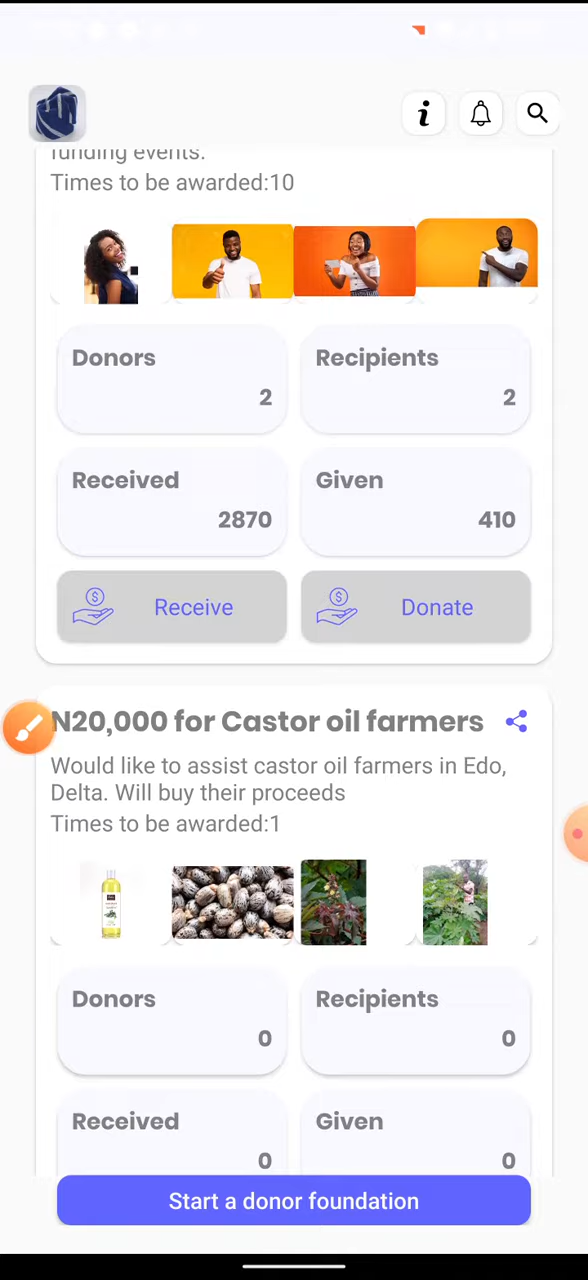 funding events.
Times to be awarded:10
Donors
2
Recipients
2
Received
2870
Given
410
Receive
Donate
N20,000 for Castor oil farmers
Would like to assist castor oil farmers in Edo,
Delta. Will buy their proceeds
Times to be awarded:1
Donors
0
Recipients
0
Received
0
Given
0
Start a donor foundation